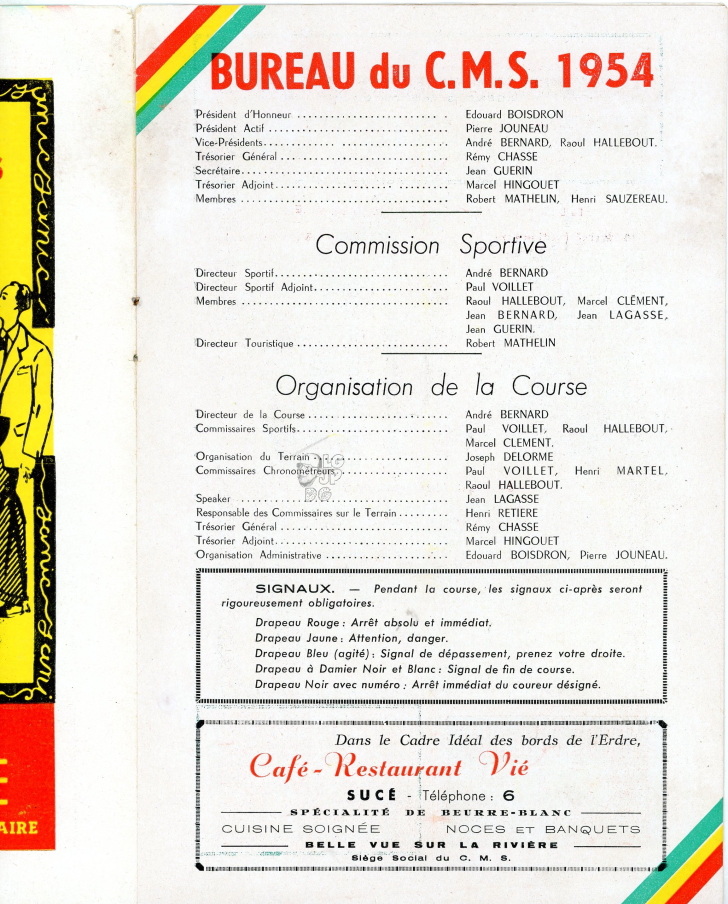 BUREAU du C.M.S. 1954
Président d'Honneur ........................ . Edouard BOISDRON
Président Actif ................................ Pierre JOUNEAU
Vice-Présidents................................ André BERNARD, Raoul HALLEBOUT.
Trésorier Général ............................. Rémy CHASSE
Secrétaire..................................... Jean GUERIN
Trésorier Adjoint.............................. Marcel HINGOUET
Membres ...................................... Robert MATHELIN, Henri SAUZEREAU.
Commission Sportive
Directeur Sportif.............................. André BERNARD
Directeur Sportif Adjoint...................... Paul VOILLET
Membres ...................................... Raoul HALLEBOUT, Marcel CLÉMENT,
Jean BERNARD, Jean LAGASSE,
Jean GUERIN.
Directeur Touristique .......................... Robert MATHELIN
Organisation de la Course
Directeur de la Course ........................ André BERNARD
Commissaires Sportifs.......................... Paul VOILLET, Raoul HALLEBOUT,
Marcel CLEMENT.
Organisation du Terrain ....................... Joseph DELORME
Commissaires Chronométreurs................... Paul VOILLET, Henri MARTEL,
Raoul HALLEBOUT.
Speaker ...................................... Jean LAGASSE
Responsable des Commissaires sur le Terrain ........ Henri RETIERE
Trésorier Général ............................. Rémy CHASSE
Trésorier Adjoint.............................. Marcel HINGOUET
Organisation Administrative .................... Edouard BOISDRON, Pierre JOUNEAU.
SIGNAUX. — Pendant la course, les signaux ci-après seront
rigoureusement obligatoires.
Drapeau Rouge : Arrêt absolu et immédiat.
Drapeau Jaune : Attention, danger.
Drapeau Bleu (agité) : Signal de dépassement, prenez votre droite.
Drapeau à Damier Noir et Blanc : Signal de fin de course.
Drapeau Noir avec numéro : Arrêt immédiat du coureur désigné.
Dans le Cadre Idéal des bords de l'Erdre,
Café-Restaurant Vié
SUCÉ - Téléphone : 6
SPÉCIALITÉ DE BEURRE-BLANC
CUISINE SOIGNÉE NOCES ET BANQUETS
BELLE VUE SUR LA RIVIÈRE
Siège Social du C. M. S.
AIRE